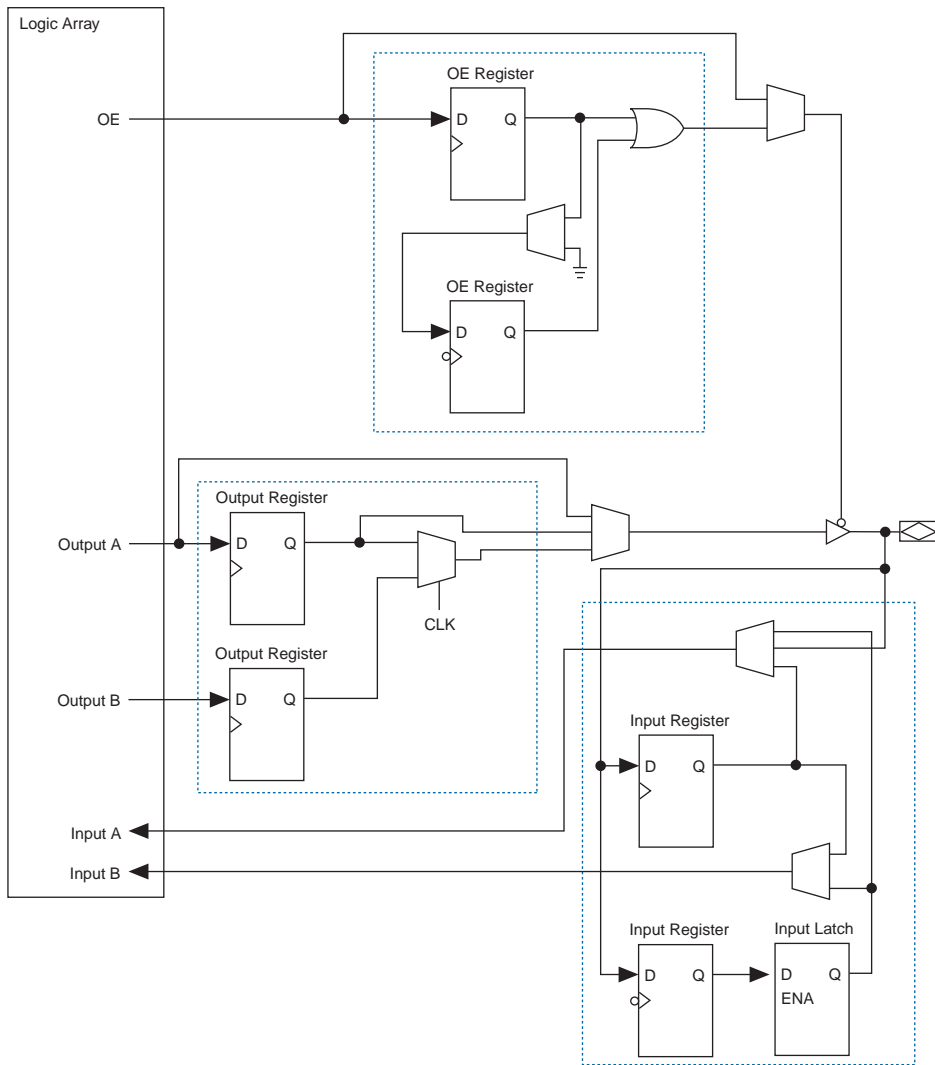 Logic Array
OE Register
OE
D Q
OE Register
D Q
Output Register
Output A
D Q
CLK
Output Register
Output B
D Q
Input Register
D Q
Input A
Input B
Input Register
Input Latch
D Q
D Q
ENA